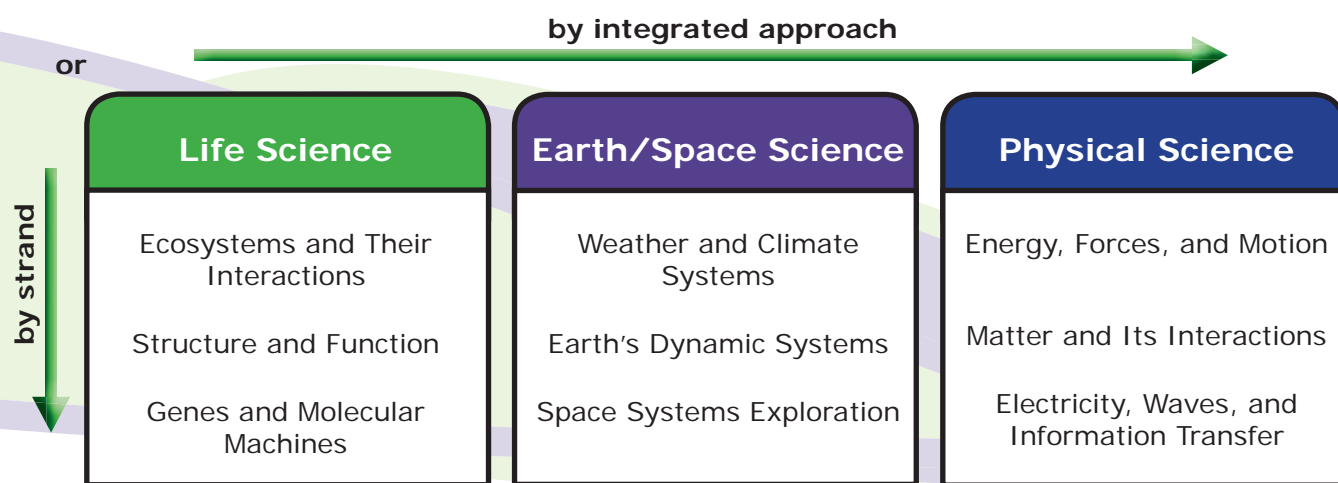 by integrated approach
or
by strand
Life Science
Ecosystems and Their
Interactions
Structure and Function
Genes and Molecular
Machines
Earth/Space Science
Weather and Climate
Systems
Earth's Dynamic Systems
Space Systems Exploration
Physical Science
Energy, Forces, and Motion
Matter and Its Interactions
Electricity, Waves, and
Information Transfer